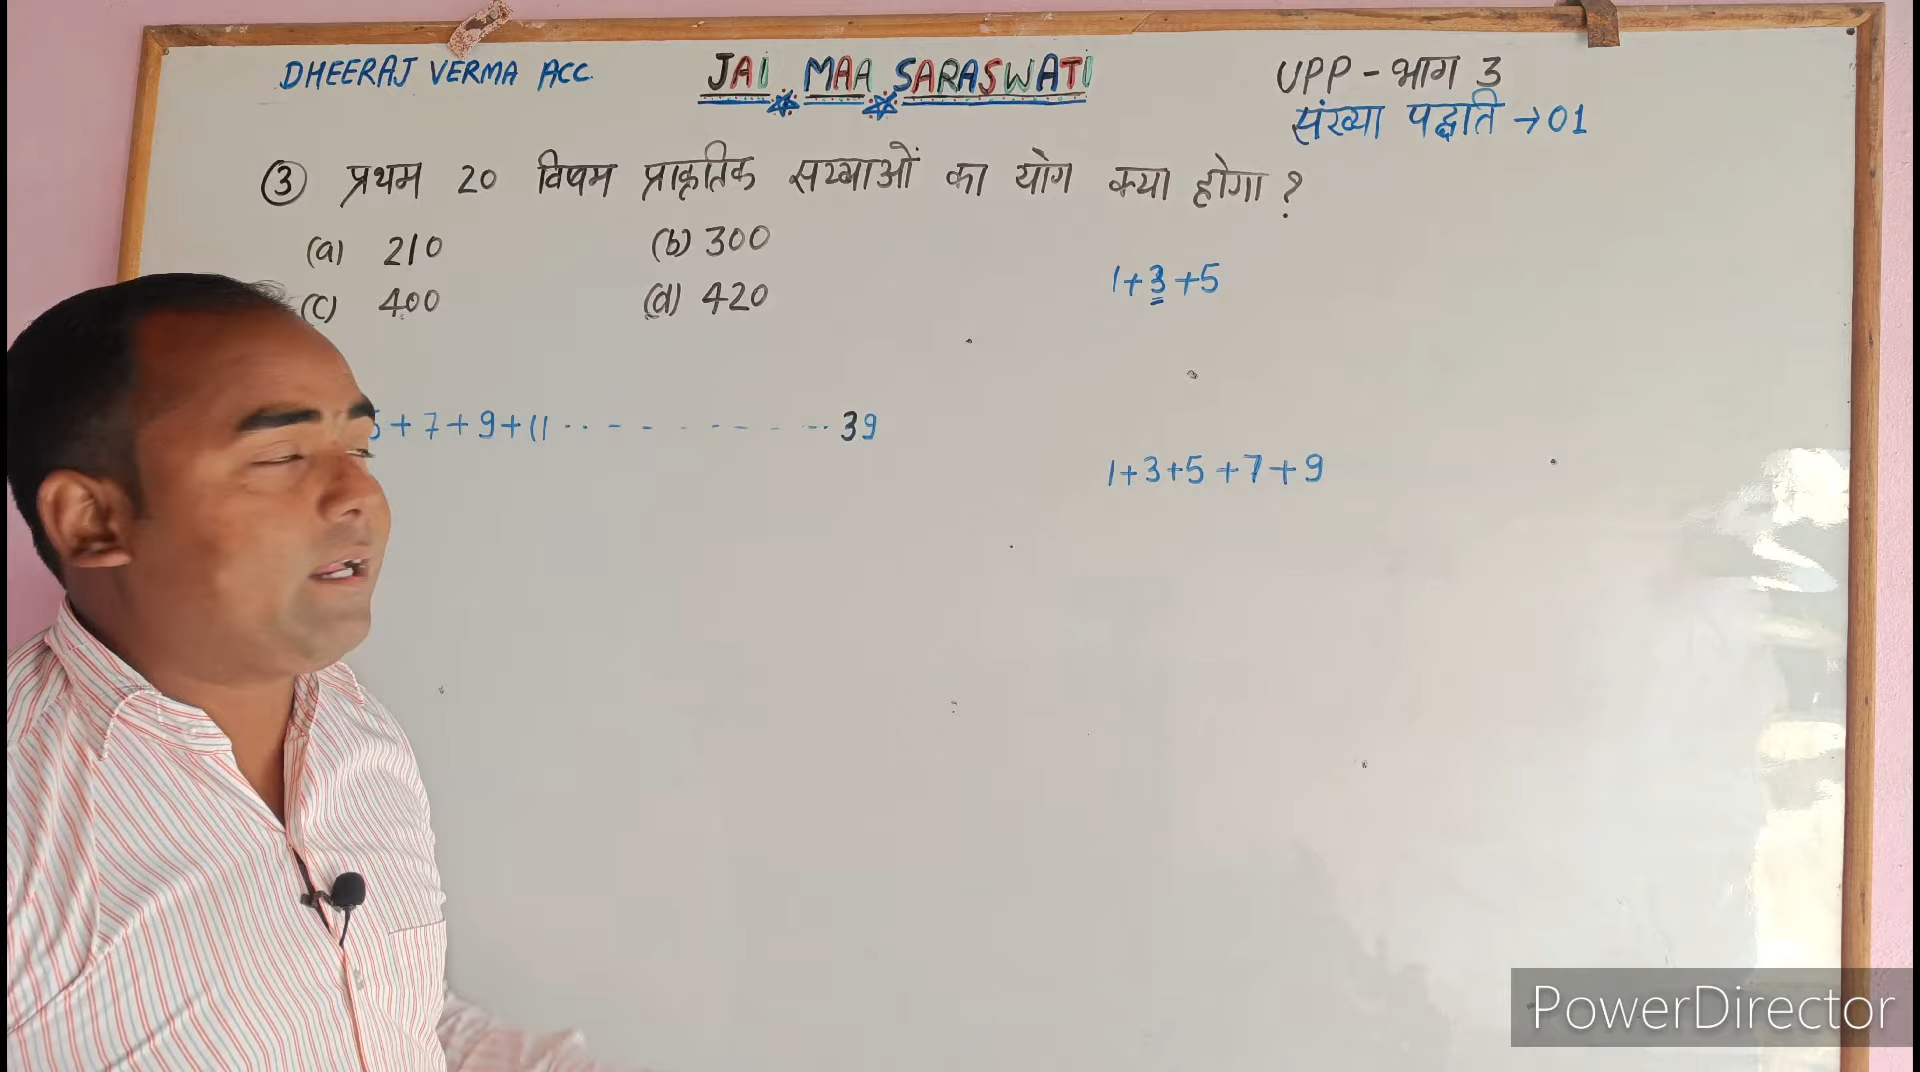 DHEERAJ VERMA ACC.
JAI MAA SARASWATI
UPP - भाग 3
संख्या पद्धति → 01
③ प्रथम 20 विषम प्राकृतिक सख्याओं का योग क्या होगा ?
(a) 210 (b) 300
(c) 400 (d) 420
1+3+5
5+7+9+11 ---------- 39
1+3+5+7+9
PowerDirector